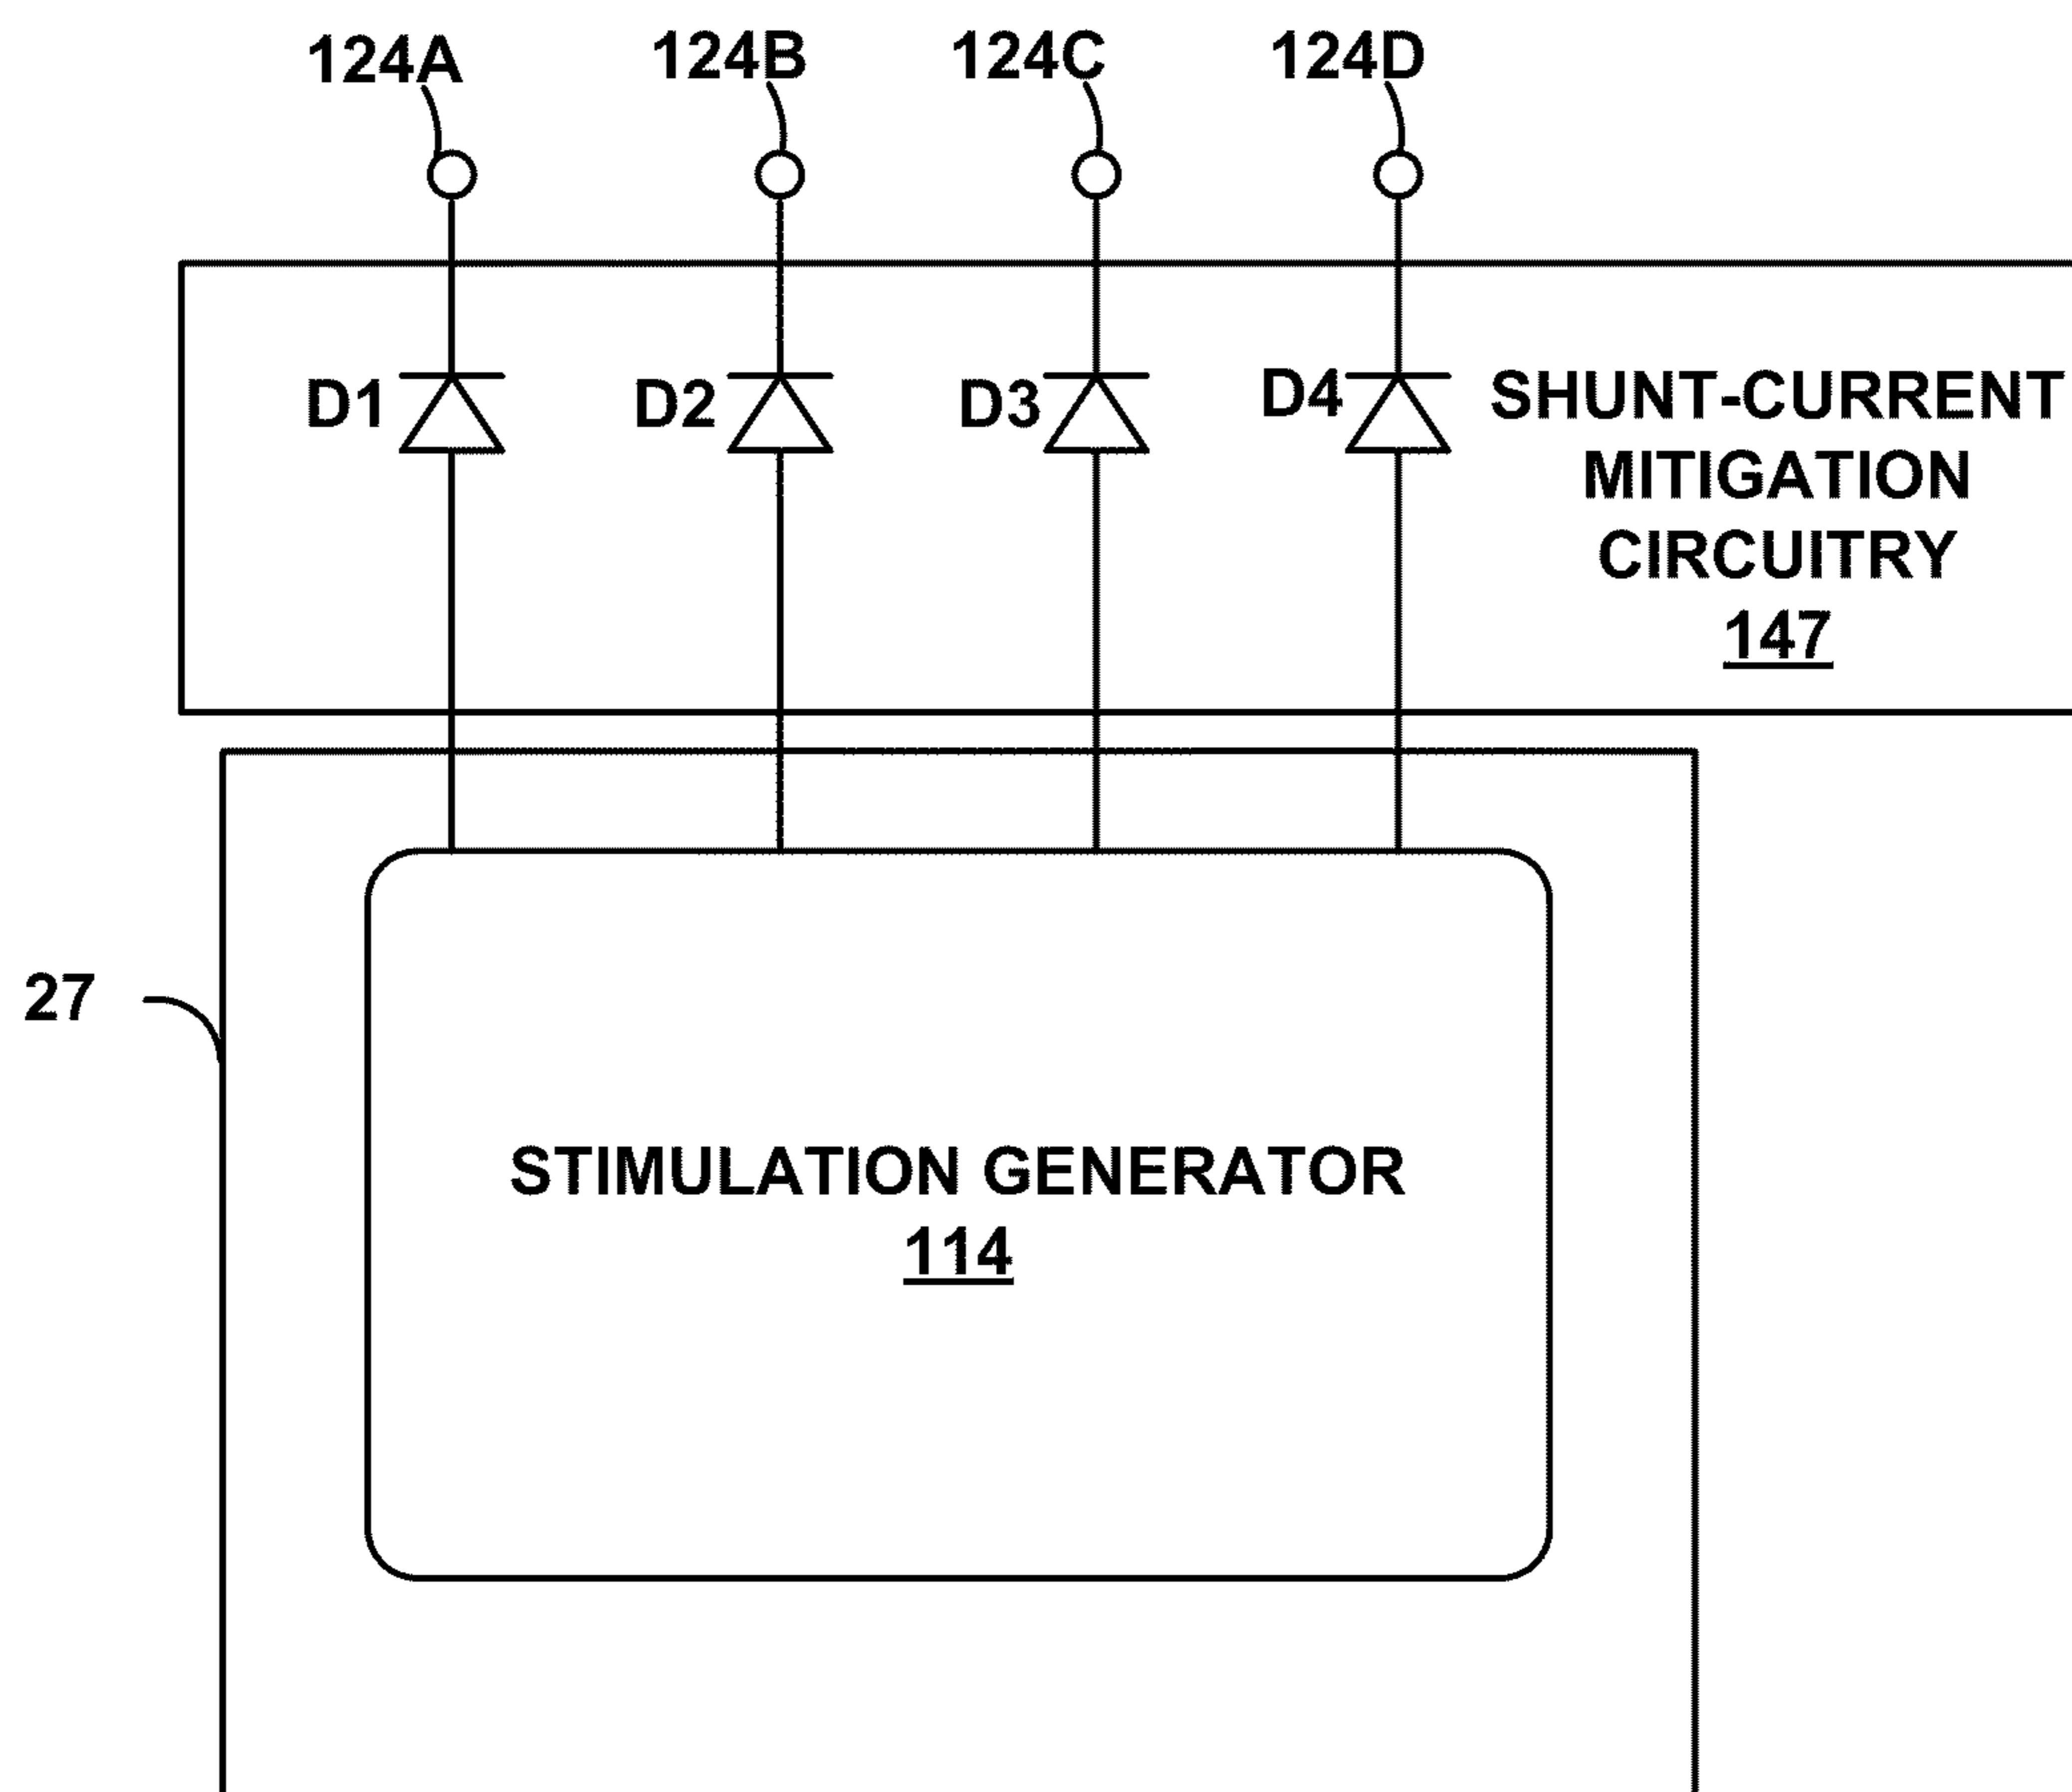 124A 124B 124C 124D
D1 D2 D3 D4
SHUNT-CURRENT
MITIGATION
CIRCUITRY
147
27
STIMULATION GENERATOR
114